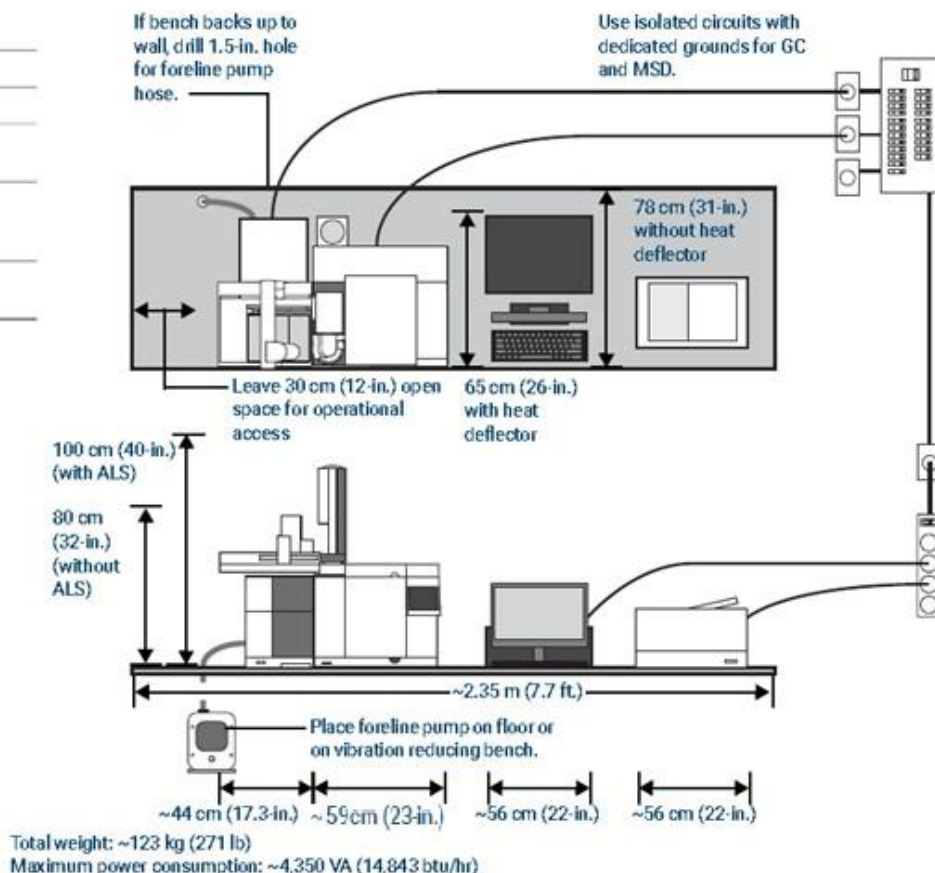 If bench backs up to
wall, drill 1.5-in. hole
for foreline pump
hose.
Use isolated circuits with
dedicated grounds for GC
and MSD.
78 cm (31-in.)
without heat
deflector
Leave 30 cm (12-in.) open
space for operational
access
65 cm (26-in.)
with heat
deflector
100 cm (40-in.)
(with ALS)
80 cm
(32-in.)
(without
ALS)
~2.35 m (7.7 ft.)
Place foreline pump on floor or
on vibration reducing bench.
~44 cm (17.3-in.)
~59cm (23-in.)
~56 cm (22-in.)
~56 cm (22-in.)
Total weight: ~123 kg (271 lb)
Maximum power consumption: ~4,350 VA (14,843 btu/hr)